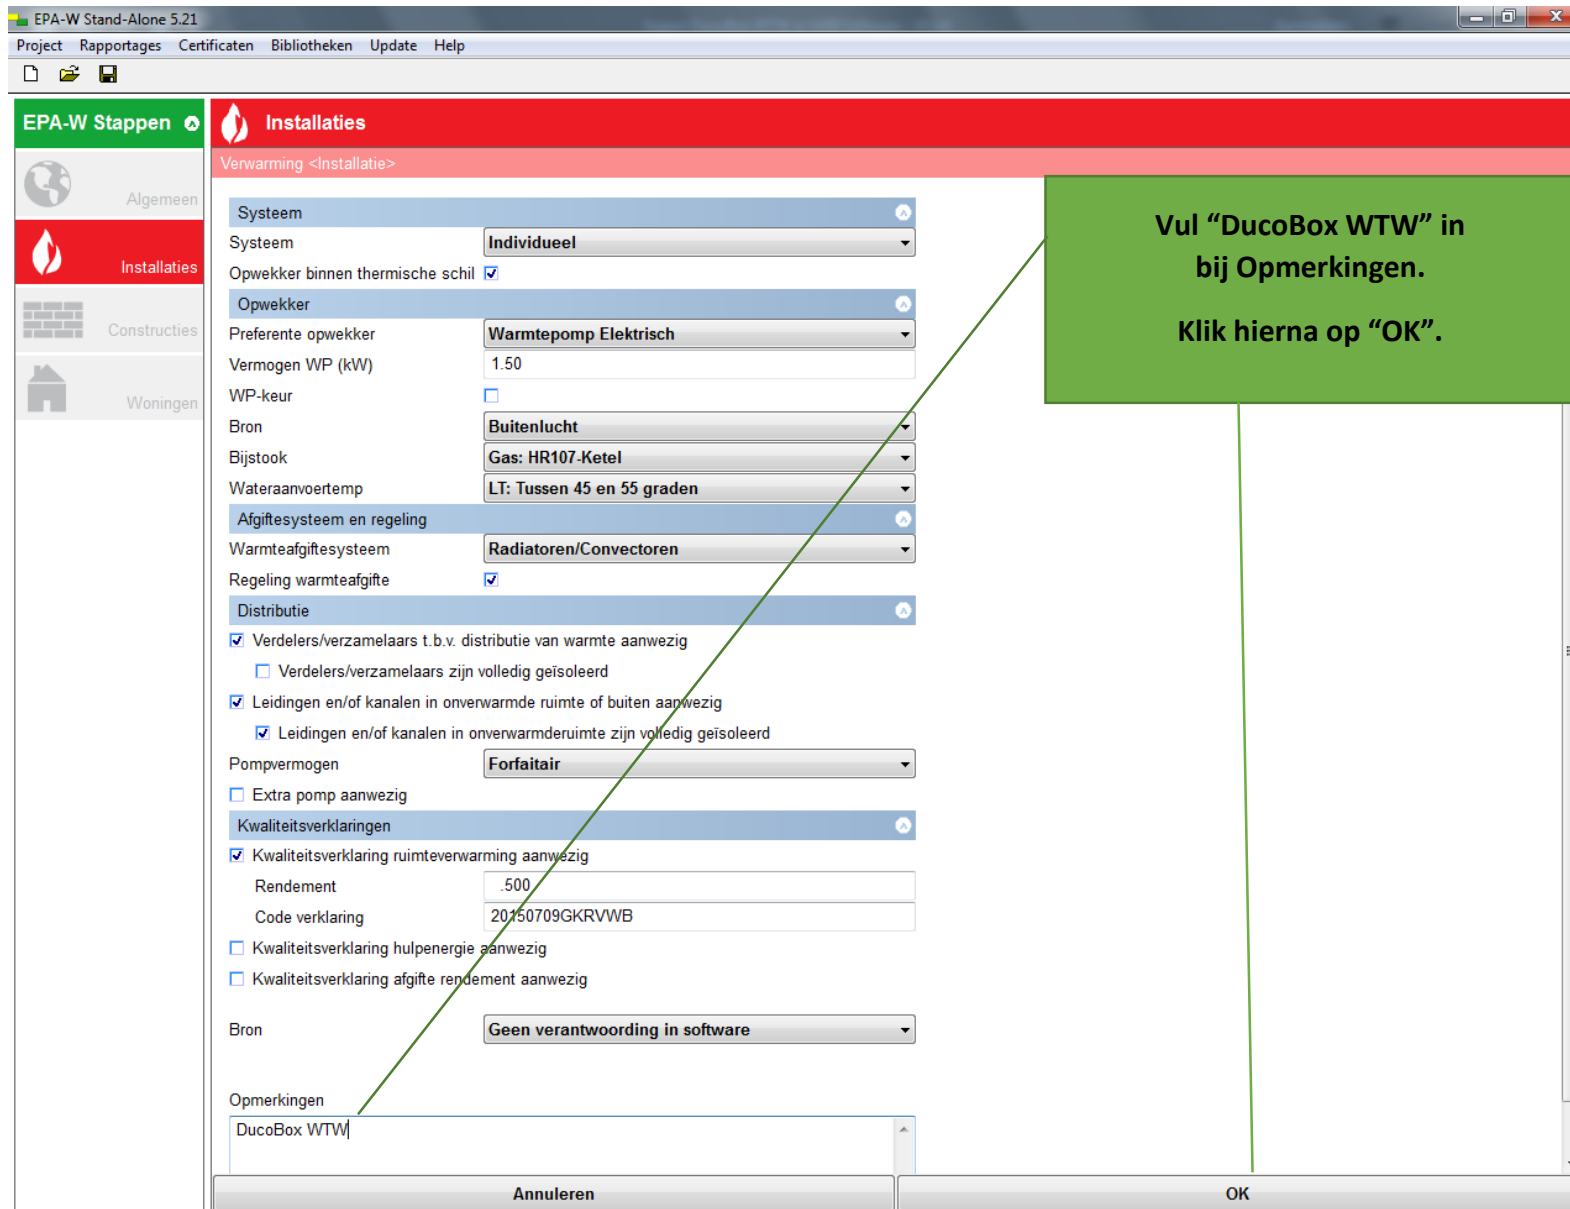 EPA-W Stand-Alone 5.21
Project Rapportages Certificaten Bibliotheken Update Help
EPA-W Stappen
Algemeen
Installaties
Constructies
Woningen
Installaties
Verwarming <Installatie>
Systeem
Systeem Individueel
Opwekker binnen thermische schil
Opwekker
Preferente opwekker Warmtepomp Elektrisch
Vermogen WP (kW) 1.50
WP-keur
Bron Buitenlucht
Bijstook Gas: HR107-Ketel
Wateraanvoertemp LT: Tussen 45 en 55 graden
Afgiftesysteem en regeling
Warmteafgiftesysteem Radiatoren/Convectoren
Regeling warmteafgifte
Distributie
Verdelers/verzamelaars t.b.v. distributie van warmte aanwezig
Verdelers/verzamelaars zijn volledig geïsoleerd
Leidingen en/of kanalen in onverwarmde ruimte of buiten aanwezig
Leidingen en/of kanalen in onverwarmderuimte zijn volledig geïsoleerd
Pompvermogen Forfaitair
Extra pomp aanwezig
Kwaliteitsverklaringen
Kwaliteitsverklaring ruimteverwarming aanwezig
Rendement .500
Code verklaring 20150709GKRVWB
Kwaliteitsverklaring hulpenergie aanwezig
Kwaliteitsverklaring afgifte rendement aanwezig
Bron Geen verantwoording in software
Opmerkingen
DucoBox WTW
Annuleren OK
Vul “DucoBox WTW” in
bij Opmerkingen.
Klik hierna op “OK”.